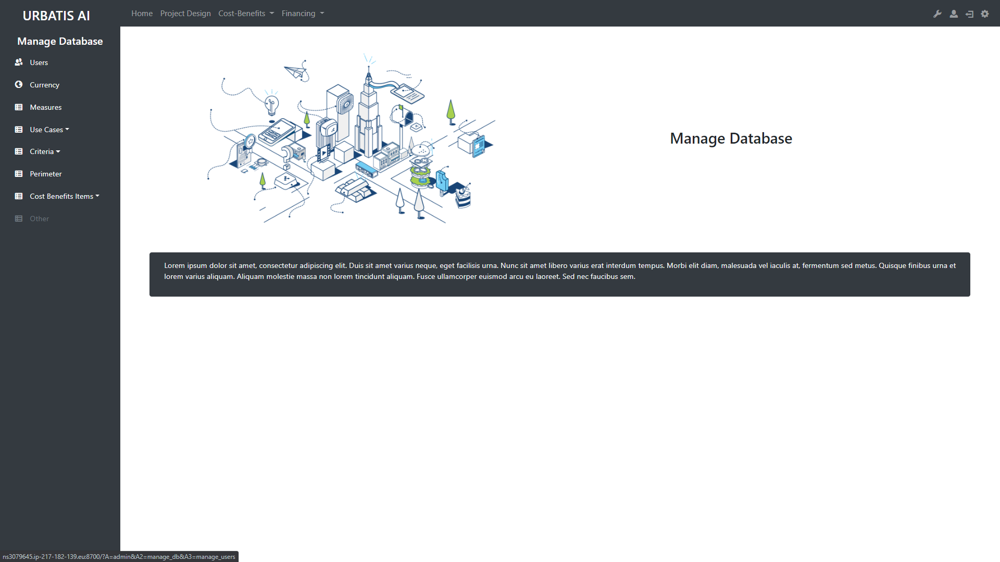 URBATIS AI
Home Project Design Cost-Benefits Financing
Manage Database
Users
Currency
Measures
Use Cases
Criteria
Perimeter
Cost Benefits Items
Other
Manage Database
Lorem ipsum dolor sit amet, consectetur adipiscing elit. Duis sit amet varius neque, eget facilisis urna. Nunc sit amet libero varius erat interdum tempus. Morbi elit diam, malesuada vel iaculis at, fermentum sed metus. Quisque finibus urna et
lorem varius aliquam. Aliquam molestie massa non lorem tincidunt aliquam. Fusce ullamcorper euismod arcu eu laoreet. Sed nec faucibus sem.
ns3079645.ip-217-182-139.eu:8700/?A=admin&A2=manage_db&A3=manage_users